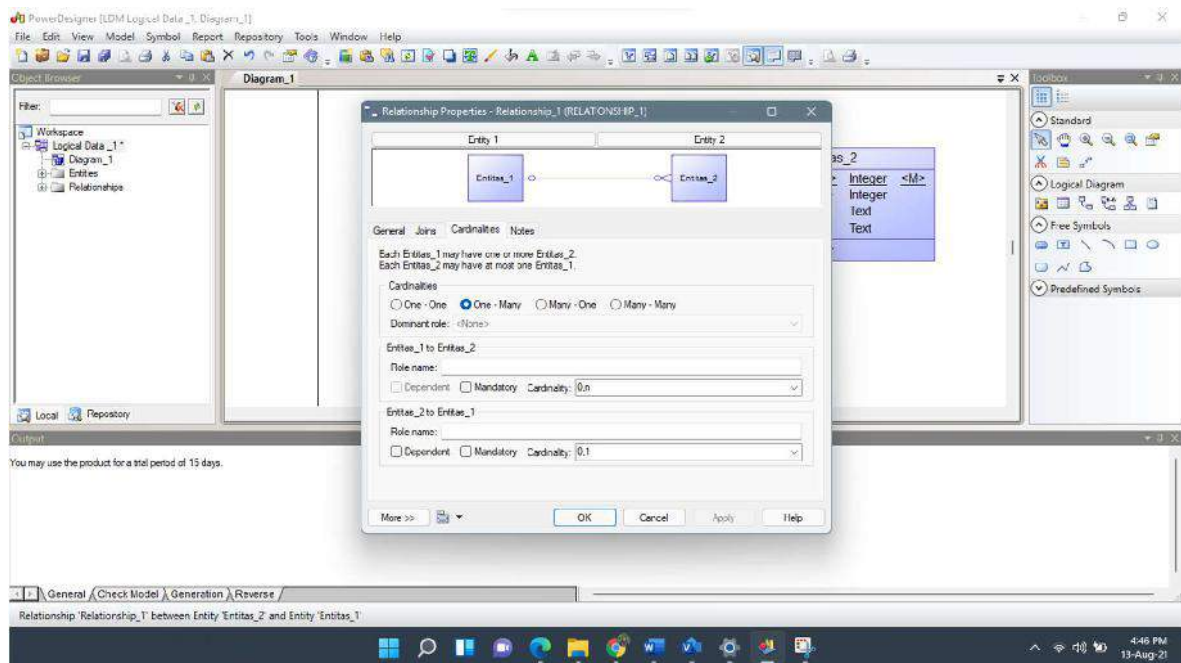 PowerDesigner [LDM Logical Data _1, Diagram_1]
File Edit View Model Symbol Report Repository Tools Window Help
Object Browser
Diagram_1
Toolbox
Filter:
Workspace
Logical Data _1 *
Diagram_1
Entities
Relationships
Local Repository
Relationship Properties - Relationship_1 (RELATIONSHIP_1)
Entity 1 Entity 2
Entitas_1 Entitas_2
General Joins Cardinalities Notes
Each Entitas_1 may have one or more Entitas_2.
Each Entitas_2 may have at most one Entitas_1.
Cardinalities
One - One One - Many Many - One Many - Many
Dominant role: <None>
Entitas_1 to Entitas_2
Role name:
Dependent Mandatory Cardinality: 0,n
Entitas_2 to Entitas_1
Role name:
Dependent Mandatory Cardinality: 0,1
More >> OK Cancel Apply Help
as_2
Integer <M>
Integer
Text
Text
Standard
Logical Diagram
Free Symbols
Predefined Symbols
Output
You may use the product for a trial period of 15 days.
General Check Model Generation Reverse
Relationship 'Relationship_1' between Entity 'Entitas_2' and Entity 'Entitas_1'
4:46 PM
13-Aug-21